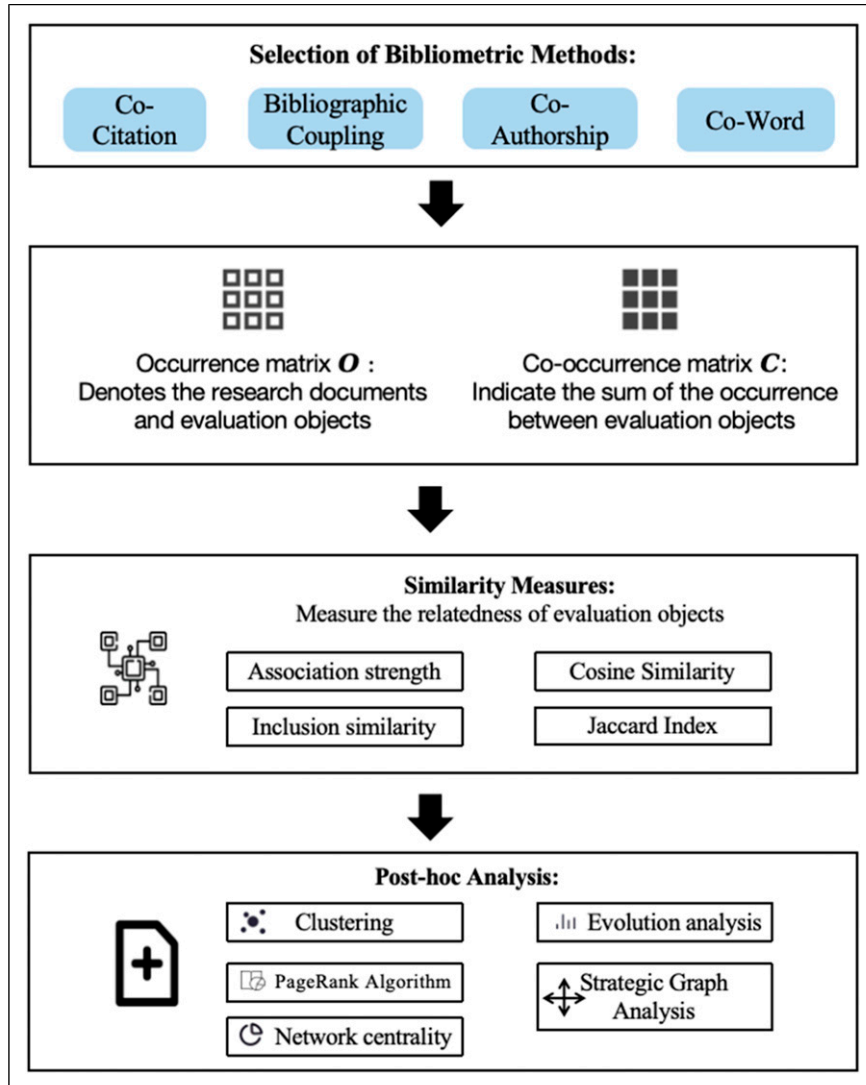 Selection of Bibliometric Methods:
Co-
Citation
Bibliographic
Coupling
Co-
Authorship
Co-Word
Occurrence matrix O :
Denotes the research documents
and evaluation objects
Co-occurrence matrix C:
Indicate the sum of the occurrence
between evaluation objects
Similarity Measures:
Measure the relatedness of evaluation objects
Association strength
Cosine Similarity
Inclusion similarity
Jaccard Index
Post-hoc Analysis:
Clustering
Evolution analysis
PageRank Algorithm
Strategic Graph
Analysis
Network centrality